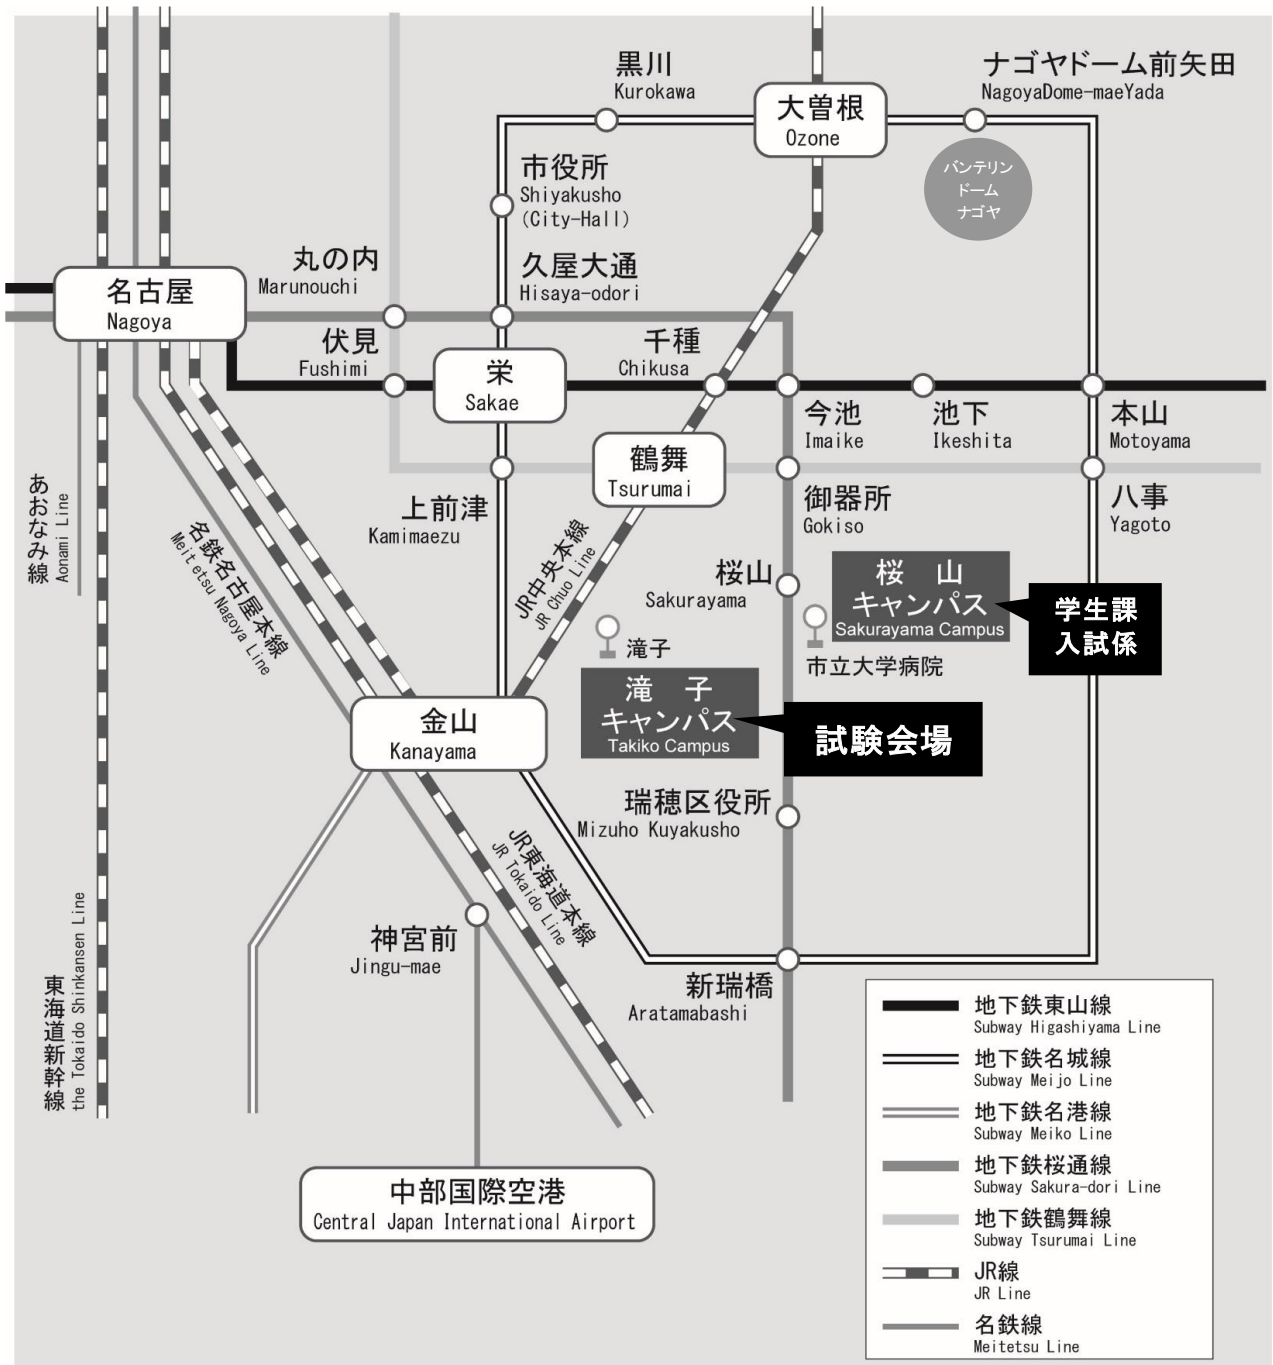 黒川
Kurokawa
大曽根
Ozone
ナゴヤドーム前矢田
NagoyaDome-maeYada
バンテリン
ドーム
ナゴヤ
市役所
Shiyakusho
(City-Hall)
丸の内
Marunouchi
久屋大通
Hisaya-odori
名古屋
Nagoya
伏見
Fushimi
栄
Sakae
千種
Chikusa
今池
Imaike
池下
Ikeshita
本山
Motoyama
鶴舞
Tsurumai
上前津
Kamimaezu
御器所
Gokiso
八事
Yagoto
あおなみ線
Aonami Line
名鉄名古屋本線
Meitetsu Nagoya Line
JR中央本線
JR Chuo Line
桜山
Sakurayama
桜 山
キャンパス
Sakurayama Campus
学生課
入試係
滝子
市立大学病院
滝 子
キャンパス
Takiko Campus
試験会場
金山
Kanayama
瑞穂区役所
Mizuho Kuyakusho
JR東海道本線
JR Tokaido Line
神宮前
Jingu-mae
新瑞橋
Aratamabashi
東海道新幹線
the Tokaido Shinkansen Line
中部国際空港
Central Japan International Airport
地下鉄東山線
Subway Higashiyama Line
地下鉄名城線
Subway Meijo Line
地下鉄名港線
Subway Meiko Line
地下鉄桜通線
Subway Sakura-dori Line
地下鉄鶴舞線
Subway Tsurumai Line
JR線
JR Line
名鉄線
Meitetsu Line